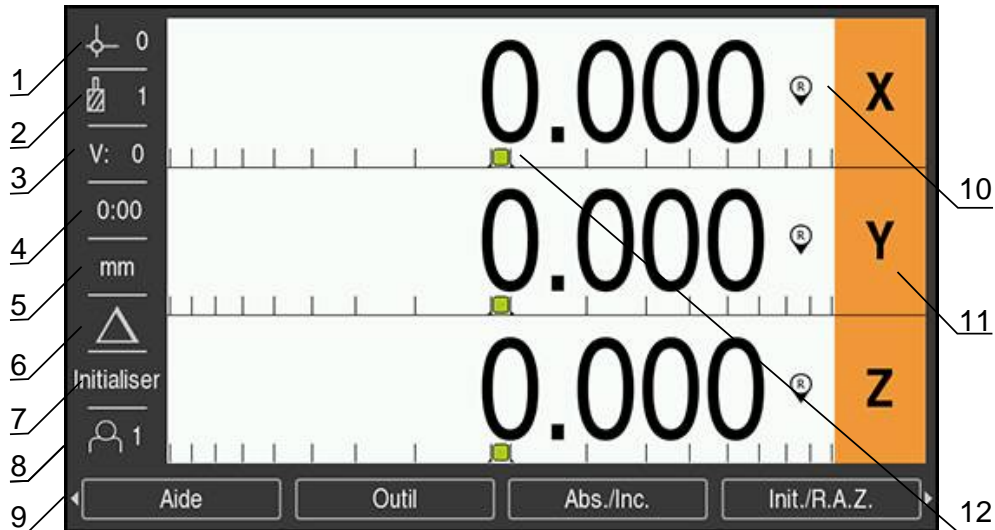 0
1
V: 0
0:00
mm
Initialiser
1
0.000 R X
0.000 R Y
0.000 R Z
Aide Outil Abs./Inc. Init./R.A.Z.
1
2
3
4
5
6
7
8
9
10
11
12